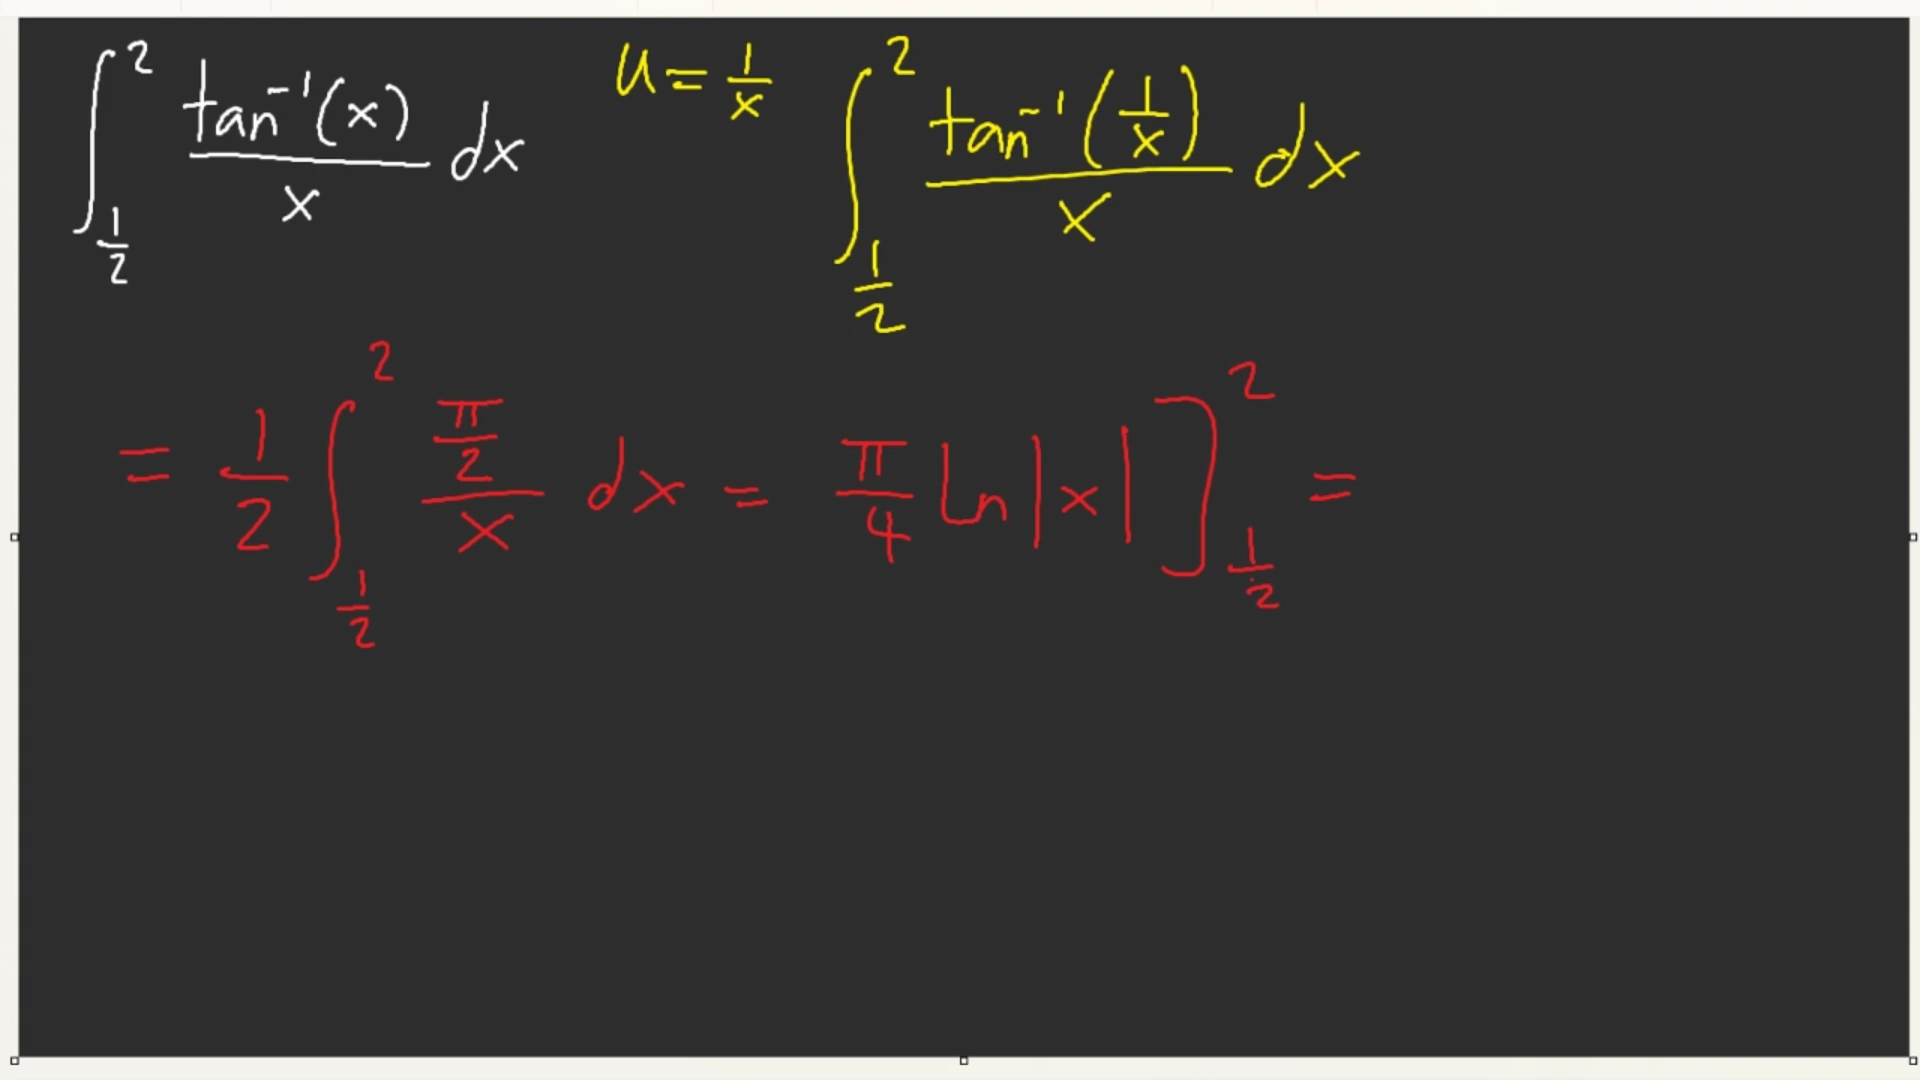 ∫_{1/2}^{2} tan⁻¹(x)/x dx   u = 1/x   ∫_{1/2}^{2} tan⁻¹(1/x)/x dx
= 1/2 ∫_{1/2}^{2} (π/2)/x dx = π/4 ln|x|]_{1/2}^{2} =